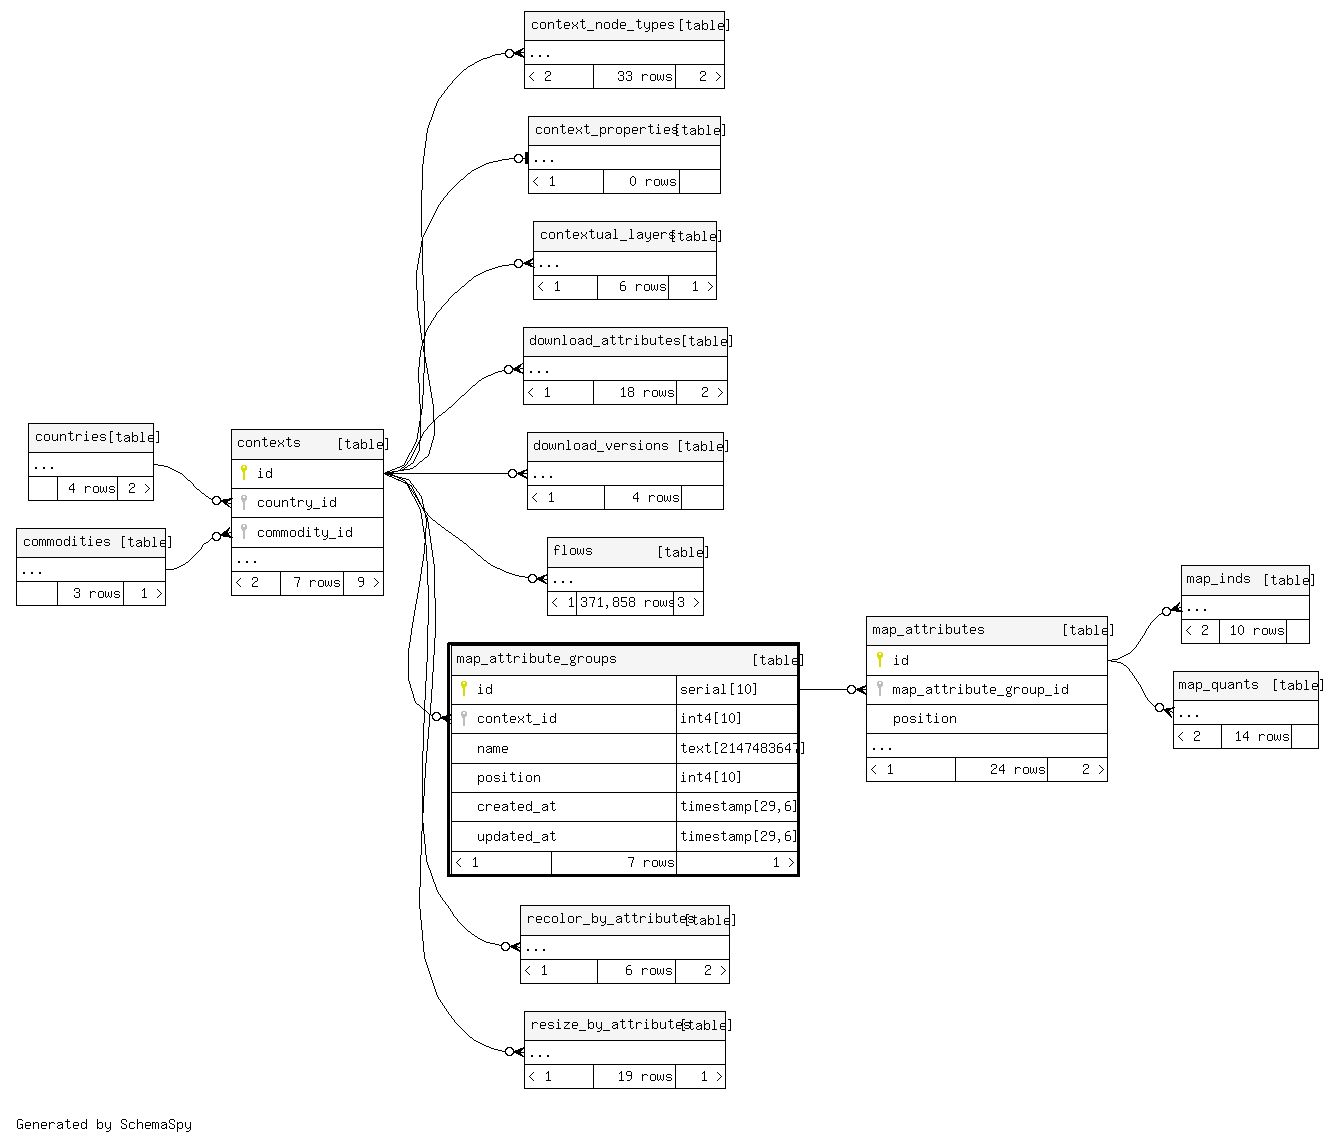 context_node_types [table]
...
< 2 33 rows 2 >
context_properties [table]
...
< 1 0 rows
contextual_layers [table]
...
< 1 6 rows 1 >
download_attributes [table]
...
< 1 18 rows 2 >
countries [table]
...
4 rows 2 >
commodities [table]
...
3 rows 1 >
contexts [table]
id
country_id
commodity_id
...
< 2 7 rows 9 >
download_versions [table]
...
< 1 4 rows
flows [table]
...
< 1 371,858 rows 3 >
map_attribute_groups [table]
id serial[10]
context_id int4[10]
name text[2147483647]
position int4[10]
created_at timestamp[29,6]
updated_at timestamp[29,6]
< 1 7 rows 1 >
map_attributes [table]
id
map_attribute_group_id
position
...
< 1 24 rows 2 >
map_inds [table]
...
< 2 10 rows
map_quants [table]
...
< 2 14 rows
recolor_by_attributes [table]
...
< 1 6 rows 2 >
resize_by_attributes [table]
...
< 1 19 rows 1 >
Generated by SchemaSpy